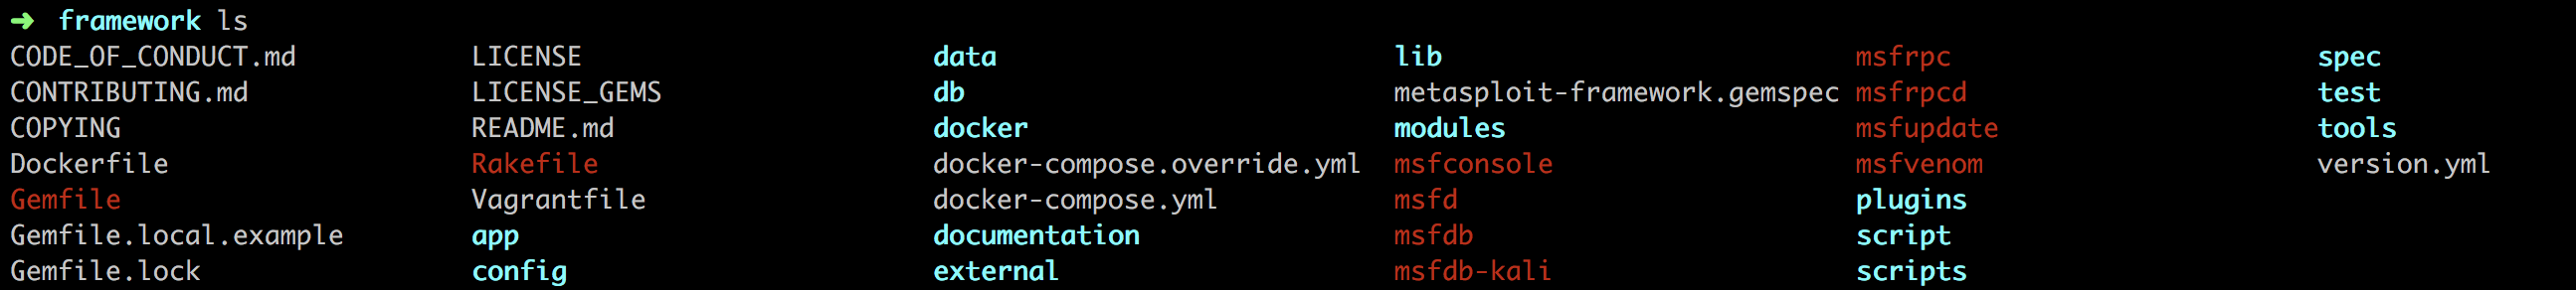 ➜ framework ls
CODE_OF_CONDUCT.md LICENSE data lib msfrpc spec
CONTRIBUTING.md LICENSE_GEMS db metasploit-framework.gemspec msfrpcd test
COPYING README.md docker modules msfupdate tools
Dockerfile Rakefile docker-compose.override.yml msfconsole msfvenom version.yml
Gemfile Vagrantfile docker-compose.yml msfd plugins
Gemfile.local.example app documentation msfdb script
Gemfile.lock config external msfdb-kali scripts